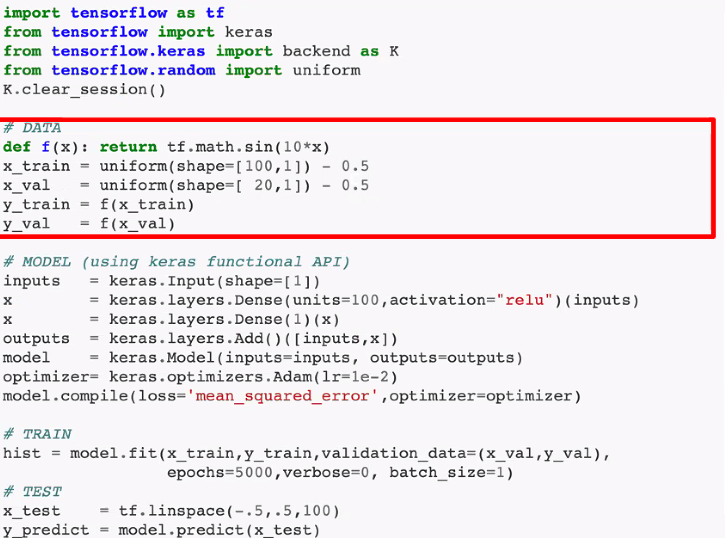 import tensorflow as tf
from tensorflow import keras
from tensorflow.keras import backend as K
from tensorflow.random import uniform
K.clear_session()
# DATA
def f(x): return tf.math.sin(10*x)
x_train = uniform(shape=[100,1]) - 0.5
x_val   = uniform(shape=[ 20,1]) - 0.5
y_train = f(x_train)
y_val   = f(x_val)
# MODEL (using keras functional API)
inputs   = keras.Input(shape=[1])
x        = keras.layers.Dense(units=100,activation="relu")(inputs)
x        = keras.layers.Dense(1)(x)
outputs  = keras.layers.Add()([inputs,x])
model    = keras.Model(inputs=inputs, outputs=outputs)
optimizer= keras.optimizers.Adam(lr=1e-2)
model.compile(loss='mean_squared_error',optimizer=optimizer)
# TRAIN
hist = model.fit(x_train,y_train,validation_data=(x_val,y_val),
                 epochs=5000,verbose=0, batch_size=1)
# TEST
x_test    = tf.linspace(-.5,.5,100)
y_predict = model.predict(x_test)